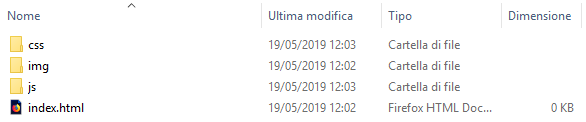 Nome Ultima modifica Tipo Dimensione
css 19/05/2019 12:03 Cartella di file
img 19/05/2019 12:02 Cartella di file
js 19/05/2019 12:03 Cartella di file
index.html 19/05/2019 12:02 Firefox HTML Doc... 0 KB